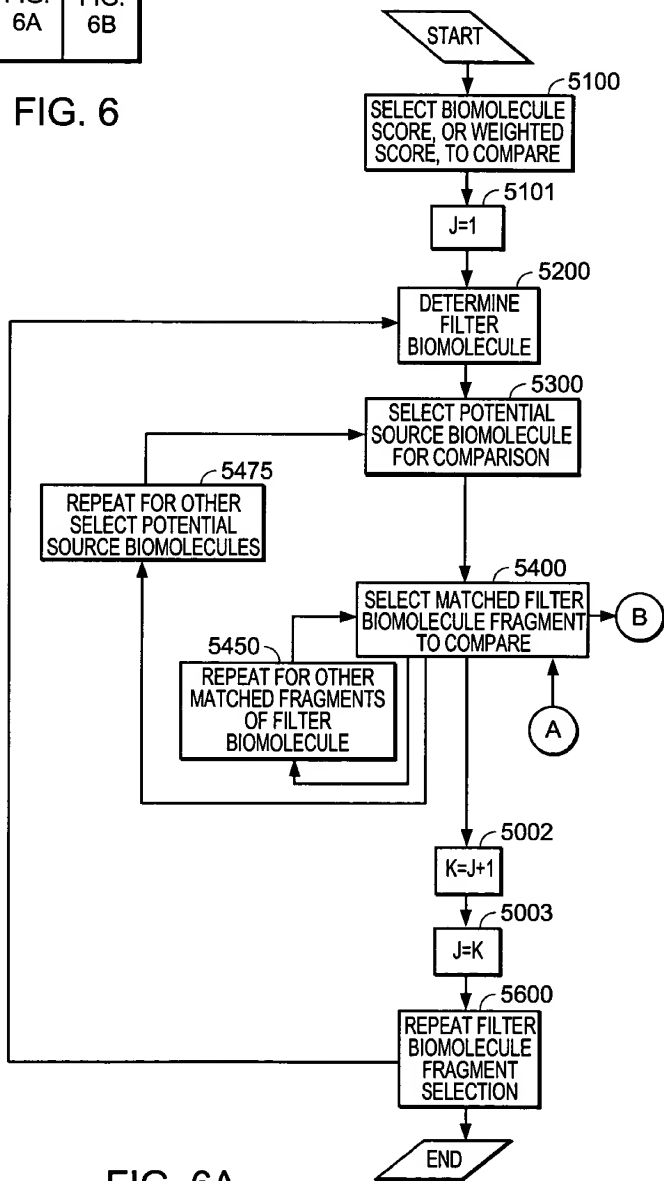 FIG.
6A
FIG.
6B
FIG. 6
START
5100
SELECT BIOMOLECULE
SCORE, OR WEIGHTED
SCORE, TO COMPARE
5101
J=1
5200
DETERMINE
FILTER
BIOMOLECULE
5300
SELECT POTENTIAL
SOURCE BIOMOLECULE
FOR COMPARISON
5475
REPEAT FOR OTHER
SELECT POTENTIAL
SOURCE BIOMOLECULES
5400
SELECT MATCHED FILTER
BIOMOLECULE FRAGMENT
TO COMPARE
B
5450
REPEAT FOR OTHER
MATCHED FRAGMENTS
OF FILTER
BIOMOLECULE
A
5002
K=J+1
5003
J=K
5600
REPEAT FILTER
BIOMOLECULE
FRAGMENT
SELECTION
END
FIG. 6A